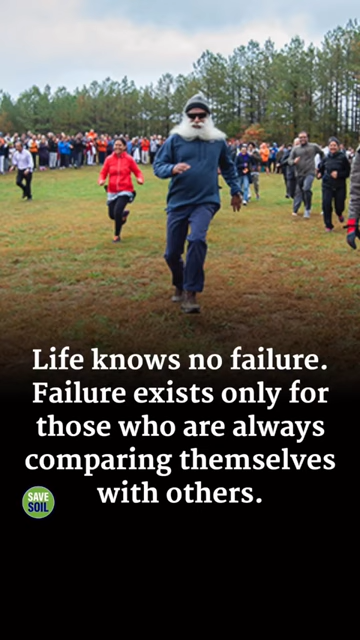 Life knows no failure.
Failure exists only for
those who are always
comparing themselves
with others.
SAVE
SOIL